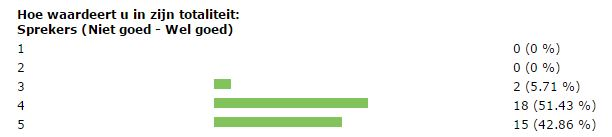 Hoe waardeert u in zijn totaliteit:
Sprekers (Niet goed - Wel goed)
1 0 (0 %)
2 0 (0 %)
3 2 (5.71 %)
4 18 (51.43 %)
5 15 (42.86 %)